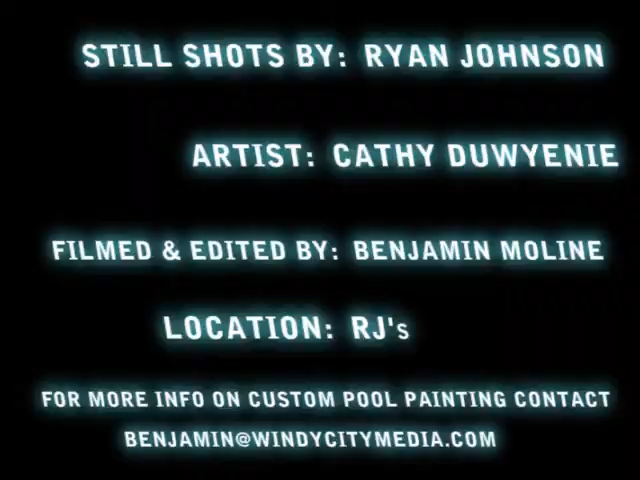 STILL SHOTS BY: RYAN JOHNSON
ARTIST: CATHY DUWYENIE
FILMED & EDITED BY: BENJAMIN MOLINE
LOCATION: RJ's
FOR MORE INFO ON CUSTOM POOL PAINTING CONTACT
BENJAMIN@WINDYCITYMEDIA.COM